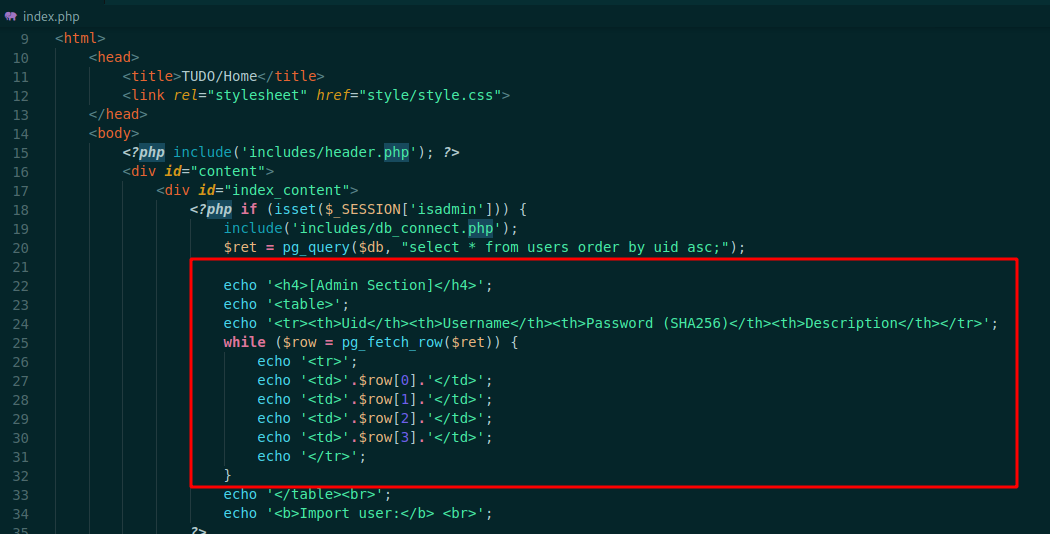 index.php
9 <html>
10 <head>
11 <title>TUDO/Home</title>
12 <link rel="stylesheet" href="style/style.css">
13 </head>
14 <body>
15 <?php include('includes/header.php'); ?>
16 <div id="content">
17 <div id="index_content">
18 <?php if (isset($_SESSION['isadmin'])) {
19 include('includes/db_connect.php');
20 $ret = pg_query($db, "select * from users order by uid asc;");
21
22 echo '<h4>[Admin Section]</h4>';
23 echo '<table>';
24 echo '<tr><th>Uid</th><th>Username</th><th>Password (SHA256)</th><th>Description</th></tr>';
25 while ($row = pg_fetch_row($ret)) {
26 echo '<tr>';
27 echo '<td>'.$row[0].'</td>';
28 echo '<td>'.$row[1].'</td>';
29 echo '<td>'.$row[2].'</td>';
30 echo '<td>'.$row[3].'</td>';
31 echo '</tr>';
32 }
33 echo '</table><br>';
34 echo '<b>Import user:</b> <br>';
35 ?>